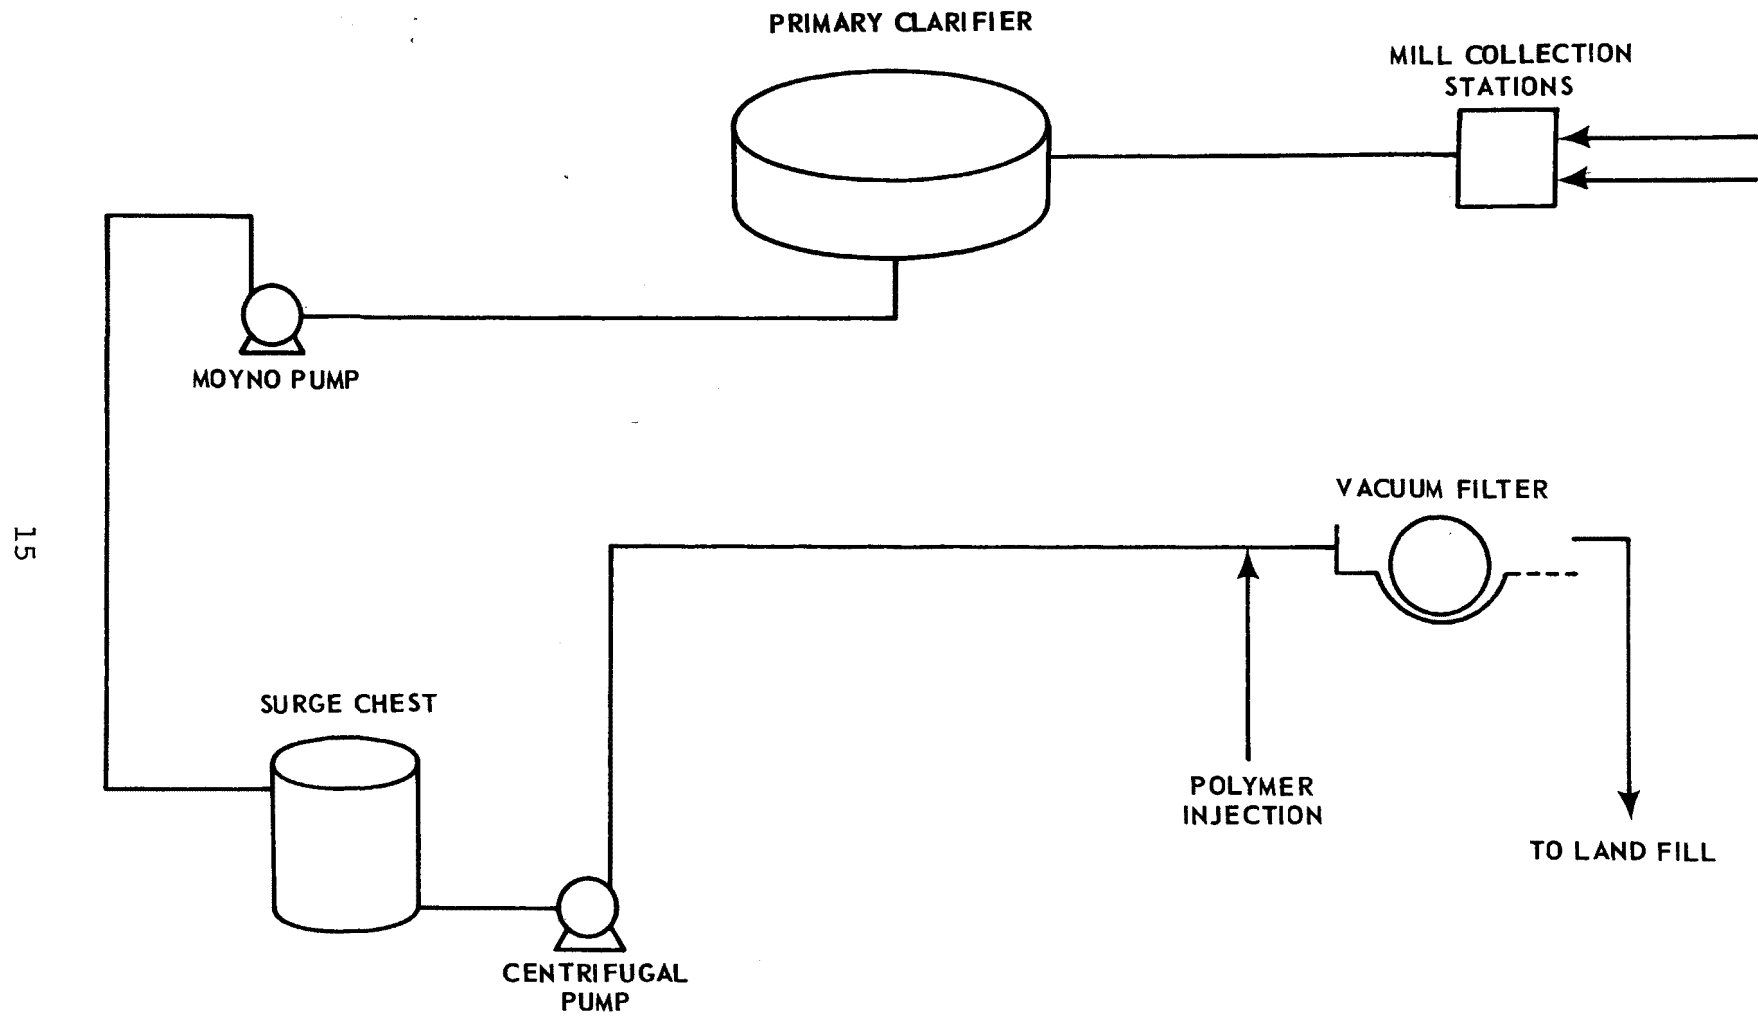 PRIMARY CLARIFIER
MILL COLLECTION
STATIONS
MOYNO PUMP
VACUUM FILTER
15
SURGE CHEST
POLYMER
INJECTION
TO LAND FILL
CENTRIFUGAL
PUMP